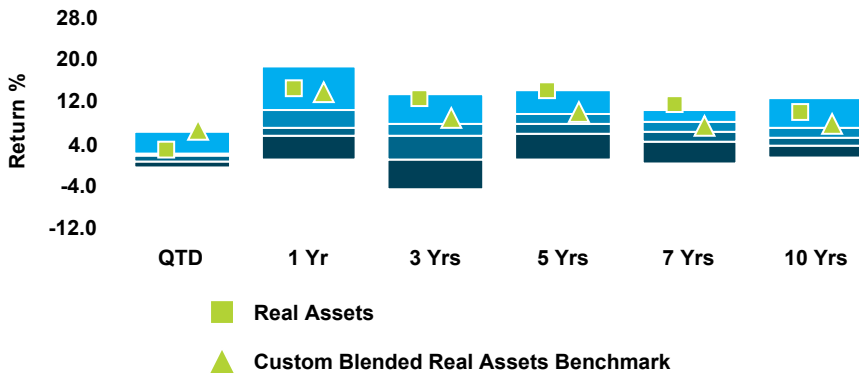 Return %
28.0
20.0
12.0
4.0
-4.0
-12.0
QTD
1 Yr
3 Yrs
5 Yrs
7 Yrs
10 Yrs
Real Assets
Custom Blended Real Assets Benchmark